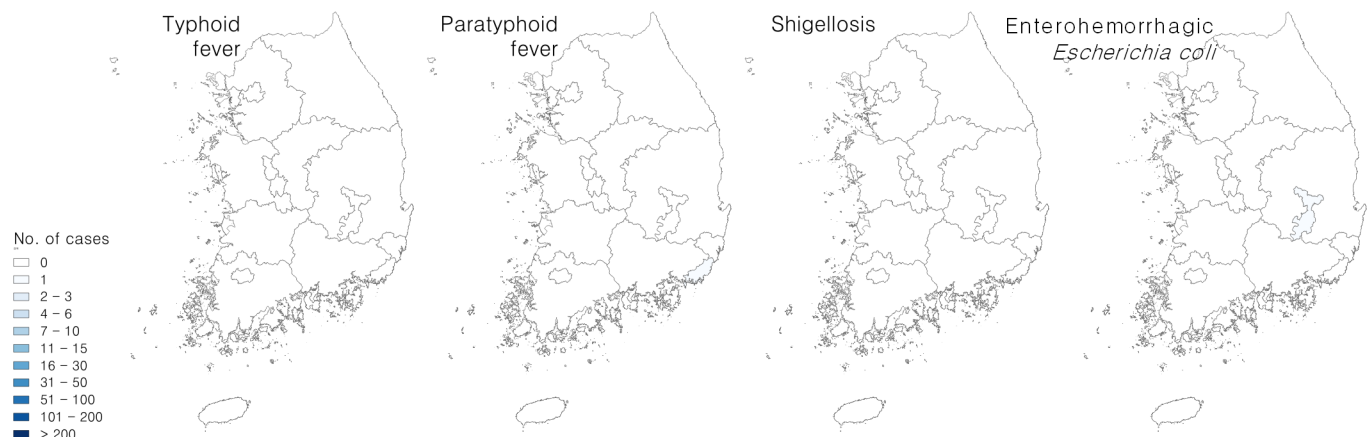 Typhoid
fever
Paratyphoid
fever
Shigellosis
Enterohemorrhagic
Escherichia coli
No. of cases
0
1
2 – 3
4 – 6
7 – 10
11 – 15
16 – 30
31 – 50
51 – 100
101 – 200
> 200